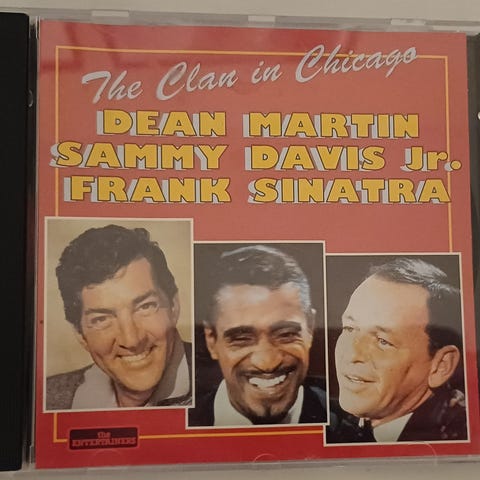 The Clan in Chicago
DEAN MARTIN
SAMMY DAVIS Jr.
FRANK SINATRA
the
ENTERTAINERS